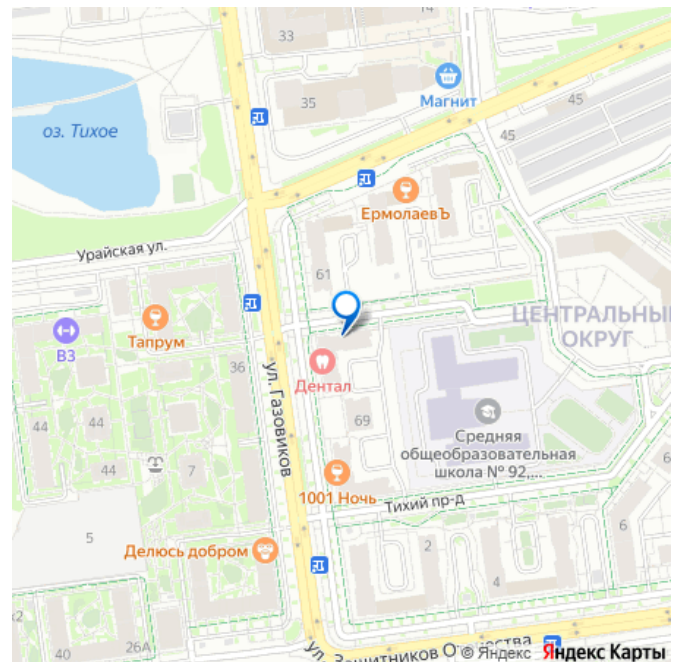 14
33
Магнит
45
35
45
оз. Тихое
ЕрмолаевЪ
Урайская ул.
61
ЦЕНТРАЛЬНЫЙ
ОКРУГ
В3
Тапрум
36
Дентал
ул. Газовиков
44
69
44
44
7
Средняя
общеобразовательная
школа № 92,...
1001 Ночь
Тихий пр-д
5
Делюсь добром
2
4
6
6
х2
40
26А
ул. Защитников Отечества
© Яндекс Яндекс Карты